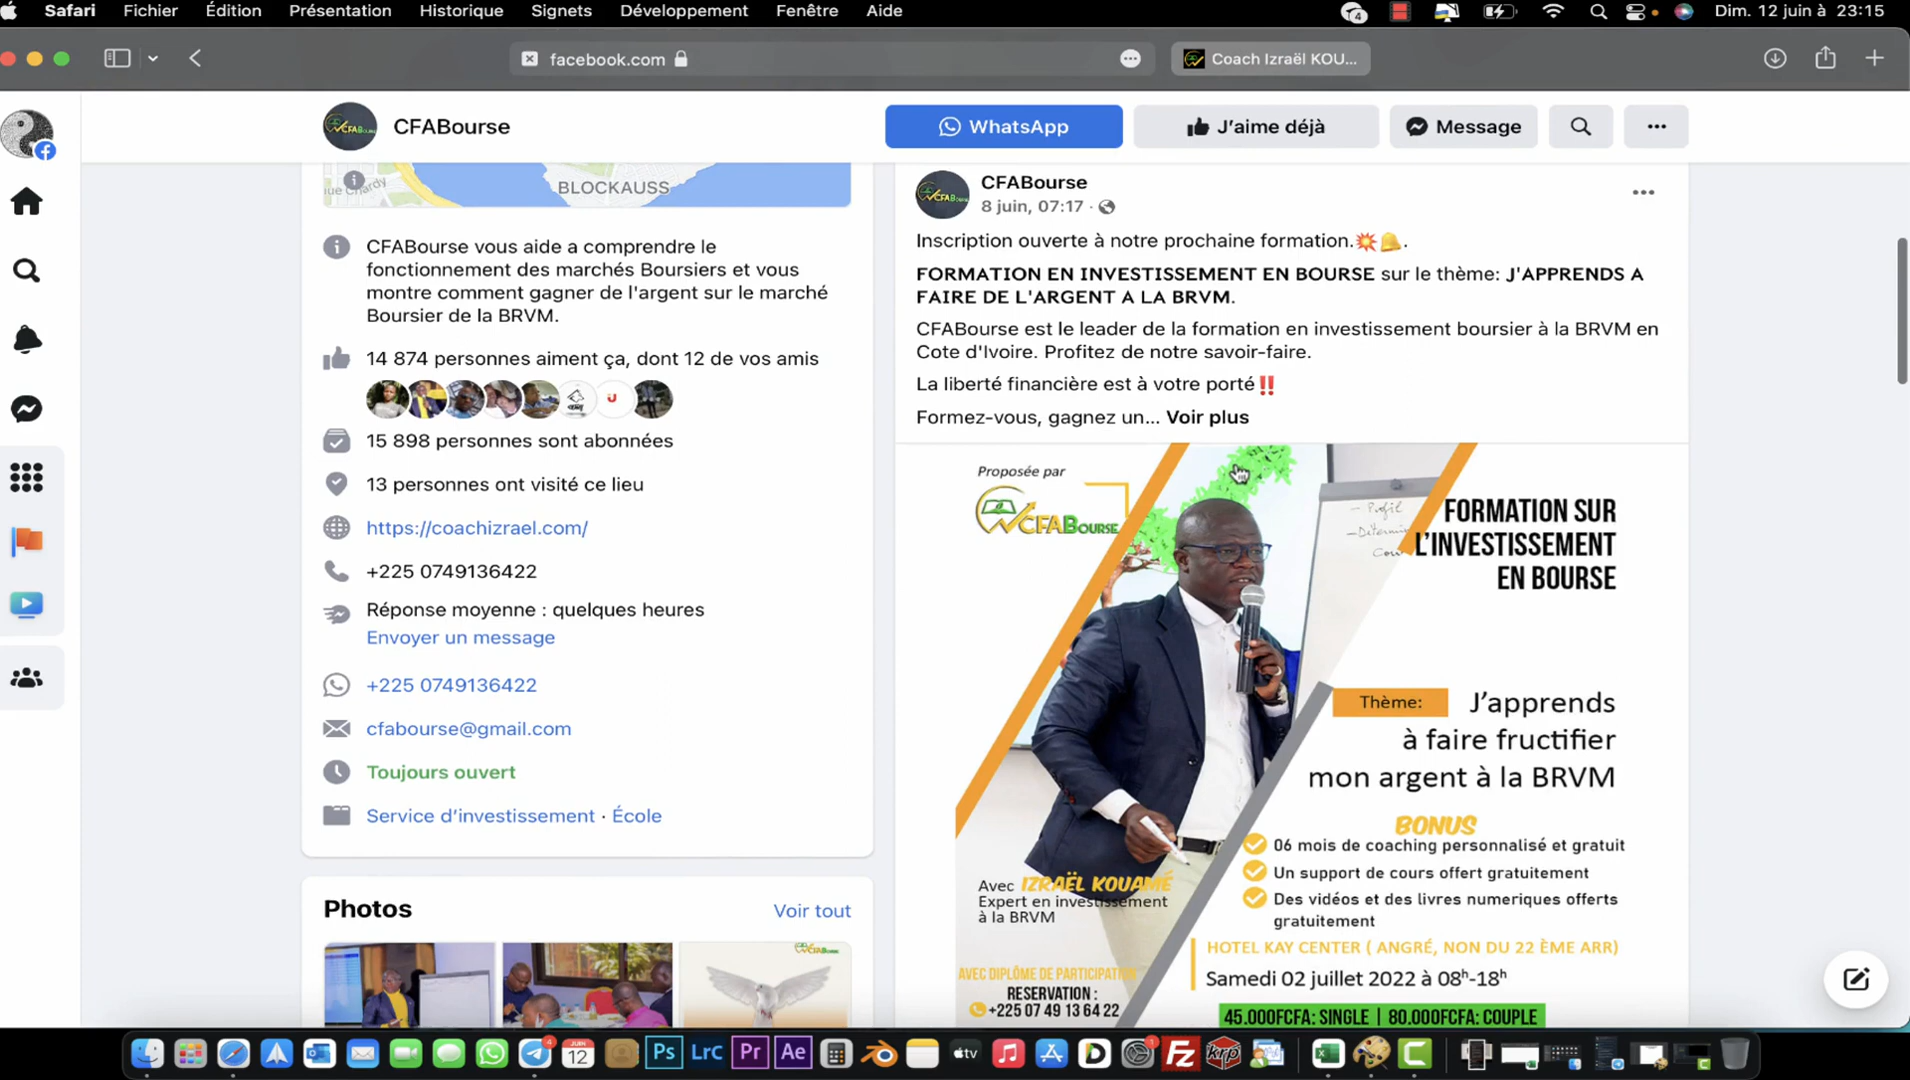 Safari Fichier Édition Présentation Historique Signets Développement Fenêtre Aide Dim. 12 juin à 23:15
facebook.com Coach Izraël KOU...
CFABourse
WhatsApp
J'aime déjà
Message
BLOCKAUSS
CFABourse vous aide a comprendre le
fonctionnement des marchés Boursiers et vous
montre comment gagner de l'argent sur le marché
Boursier de la BRVM.
14 874 personnes aiment ça, dont 12 de vos amis
15 898 personnes sont abonnées
13 personnes ont visité ce lieu
https://coachizrael.com/
+225 0749136422
Réponse moyenne : quelques heures
Envoyer un message
+225 0749136422
cfabourse@gmail.com
Toujours ouvert
Service d'investissement · École
Photos
Voir tout
CFABourse
8 juin, 07:17 ·
Inscription ouverte à notre prochaine formation.💥🔔.
FORMATION EN INVESTISSEMENT EN BOURSE sur le thème: J'APPRENDS A
FAIRE DE L'ARGENT A LA BRVM.
CFABourse est le leader de la formation en investissement boursier à la BRVM en
Cote d'Ivoire. Profitez de notre savoir-faire.
La liberté financière est à votre porté‼️
Formez-vous, gagnez un... Voir plus
Proposée par
CFABourse
- Profil
FORMATION SUR
L'INVESTISSEMENT
EN BOURSE
Thème: J'apprends
à faire fructifier
mon argent à la BRVM
BONUS
06 mois de coaching personnalisé et gratuit
Un support de cours offert gratuitement
Des vidéos et des livres numeriques offerts
gratuitement
Avec IZRAËL KOUAMÉ
Expert en investissement
à la BRVM
HOTEL KAY CENTER ( ANGRÉ, NON DU 22 ÈME ARR)
Samedi 02 juillet 2022 à 08h-18h
AVEC DIPLÔME DE PARTICIPATI
RESERVATION :
+225 07 49 13 64 22
45.000FCFA: SINGLE | 80.000FCFA: COUPLE
JUIN
12
Ps LrC Pr Ae
tv
Fz
krp